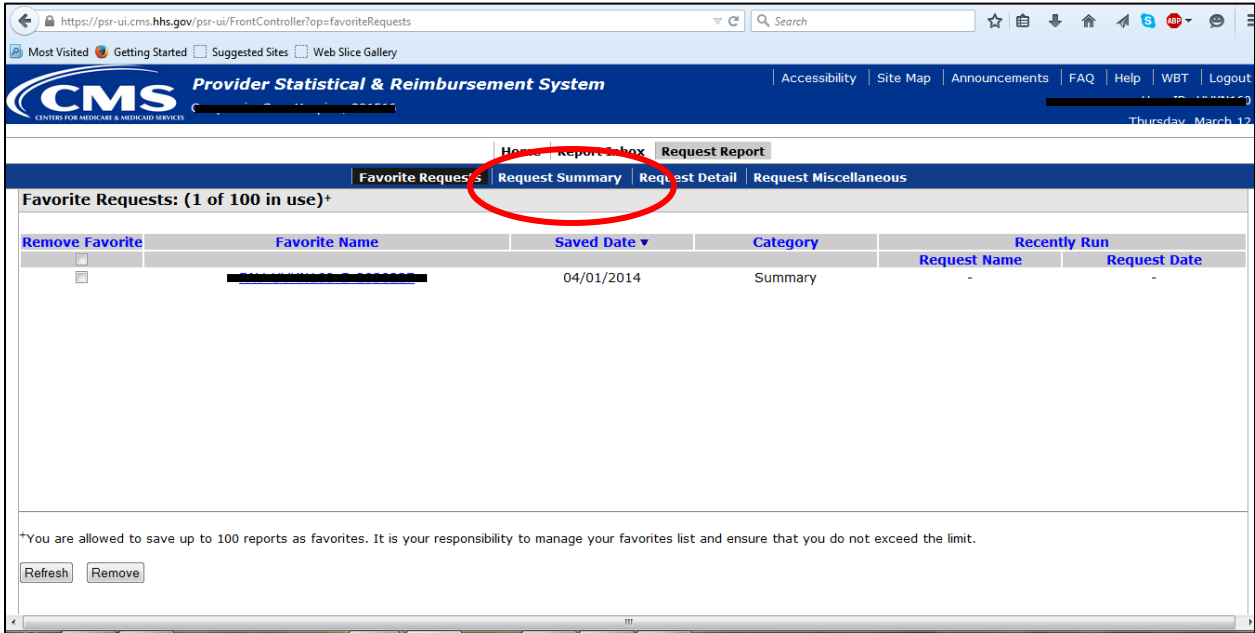 https://psr-ui.cms.hhs.gov/psr-ui/FrontController?op=favoriteRequests Search
Most Visited Getting Started Suggested Sites Web Slice Gallery
CMS
CENTERS FOR MEDICARE & MEDICAID SERVICES
Provider Statistical & Reimbursement System
Accessibility Site Map Announcements FAQ Help WBT Logout
Thursday, March 12
Home Report Inbox Request Report
Favorite Requests Request Summary Request Detail Request Miscellaneous
Favorite Requests: (1 of 100 in use)+
Remove Favorite Favorite Name Saved Date ▼ Category Recently Run
Request Name Request Date
04/01/2014 Summary - -
+You are allowed to save up to 100 reports as favorites. It is your responsibility to manage your favorites list and ensure that you do not exceed the limit.
Refresh Remove